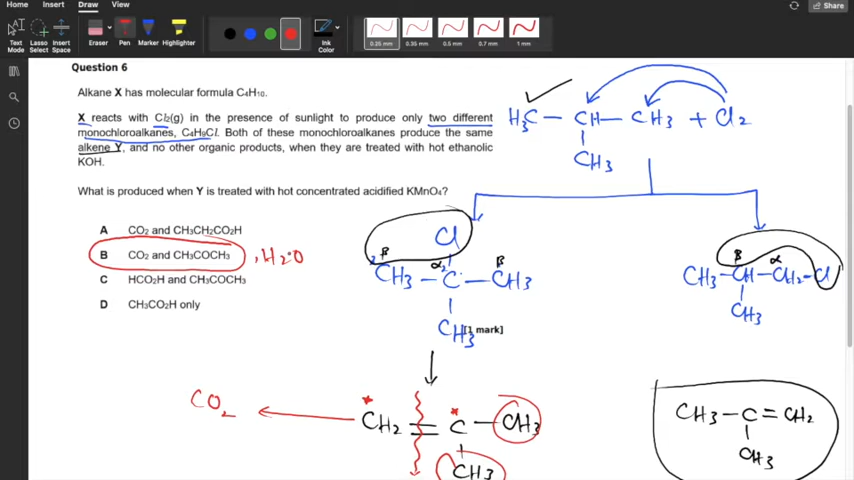 Home Insert Draw View
Share
Text Mode
Lasso Select
Insert Space
Eraser
Pen
Marker
Highlighter
Ink Color
0.25 mm
0.35 mm
0.5 mm
0.7 mm
1 mm
Question 6
Alkane X has molecular formula C₄H₁₀.
X reacts with Cl₂(g) in the presence of sunlight to produce only two different
monochloroalkanes, C₄H₉Cl. Both of these monochloroalkanes produce the same
alkene Y, and no other organic products, when they are treated with hot ethanolic
KOH.
What is produced when Y is treated with hot concentrated acidified KMnO₄?
A CO₂ and CH₃CH₂CO₂H
B CO₂ and CH₃COCH₃ , H₂O
C HCO₂H and CH₃COCH₃
D CH₃CO₂H only
[1 mark]
H₃C — CH — CH₃ + Cl₂
CH₃
Cl
β α β
CH₃ — C — CH₃
CH₃
β α
CH₃ — CH — CH₂ — Cl
CH₃
CO₂
CH₂ = C — CH₃
CH₃
CH₃ — C = CH₂
CH₃